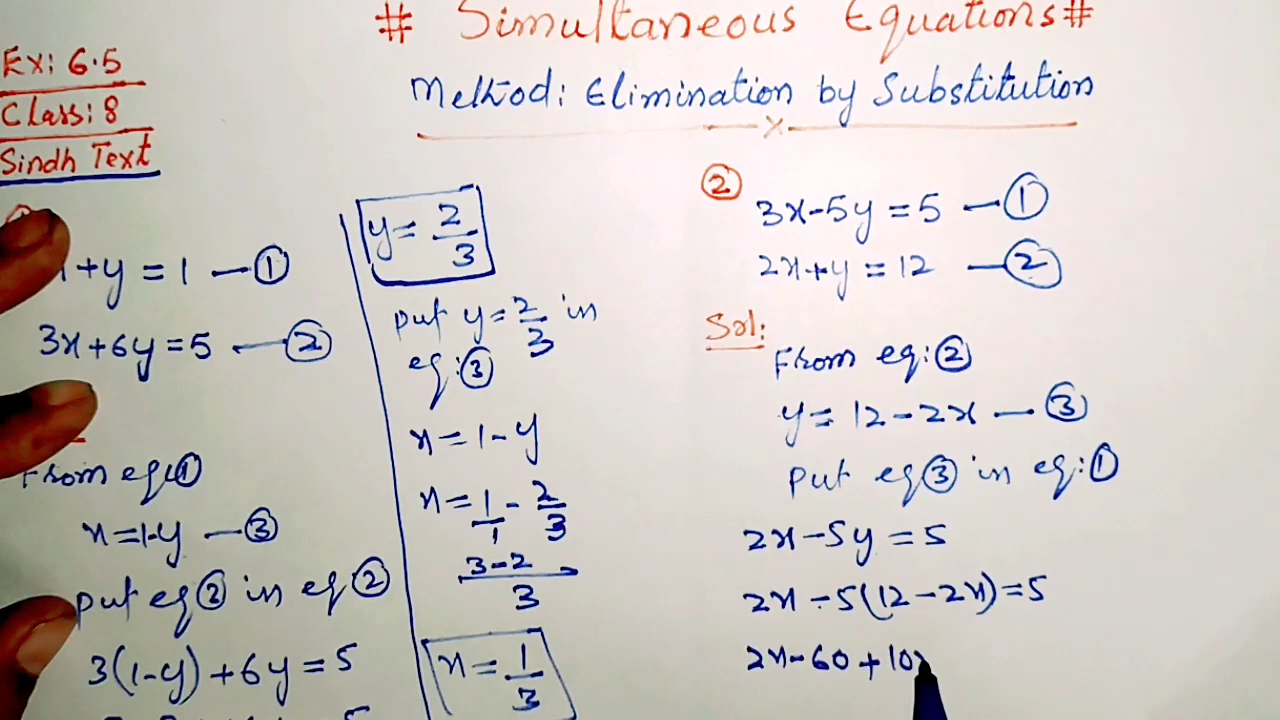 # Simultaneous Equations#
Method: Elimination by Substitution
Ex: 6.5
Class: 8
Sindh Text
+y = 1 — ①
3x+6y=5 — ②
From eq ①
x=1-y — ③
put eq ③ in eq ②
3(1-y)+6y=5
y= 2/3
put y=2/3 in
eq:③
x=1-y
x=1/1-2/3
3-2/3
x=1/3
②
3x-5y=5 — ①
2x+y=12 — ②
Sol:
From eq:②
y= 12-2x — ③
put eq③ in eq:①
2x-5y=5
2x-5(12-2x)=5
2x-60+10x